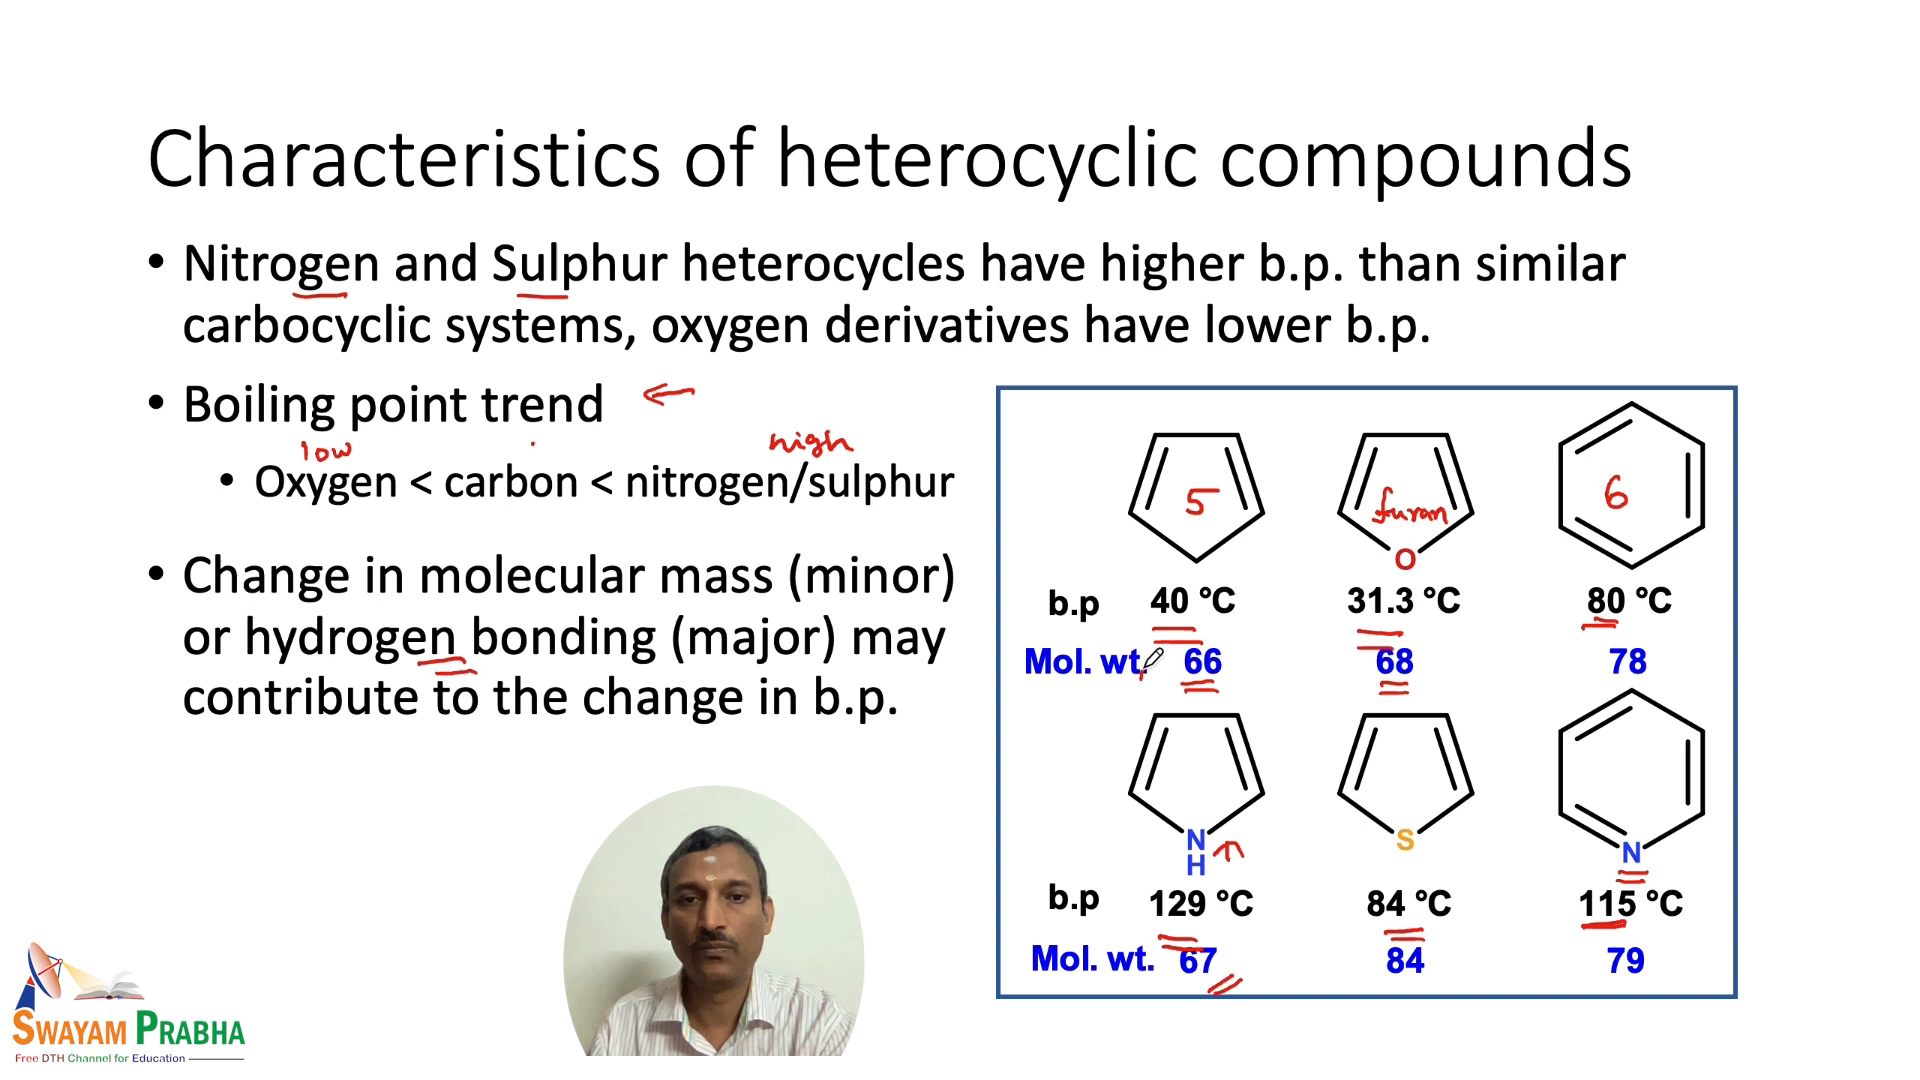 Characteristics of heterocyclic compounds
• Nitrogen and Sulphur heterocycles have higher b.p. than similar
carbocyclic systems, oxygen derivatives have lower b.p.
• Boiling point trend
low high
• Oxygen < carbon < nitrogen/sulphur
• Change in molecular mass (minor)
or hydrogen bonding (major) may
contribute to the change in b.p.
5 furan 6
O
b.p 40 °C 31.3 °C 80 °C
Mol. wt. 66 68 78
N S N
H
b.p 129 °C 84 °C 115 °C
Mol. wt. 67 84 79
SWAYAM PRABHA
Free DTH Channel for Education